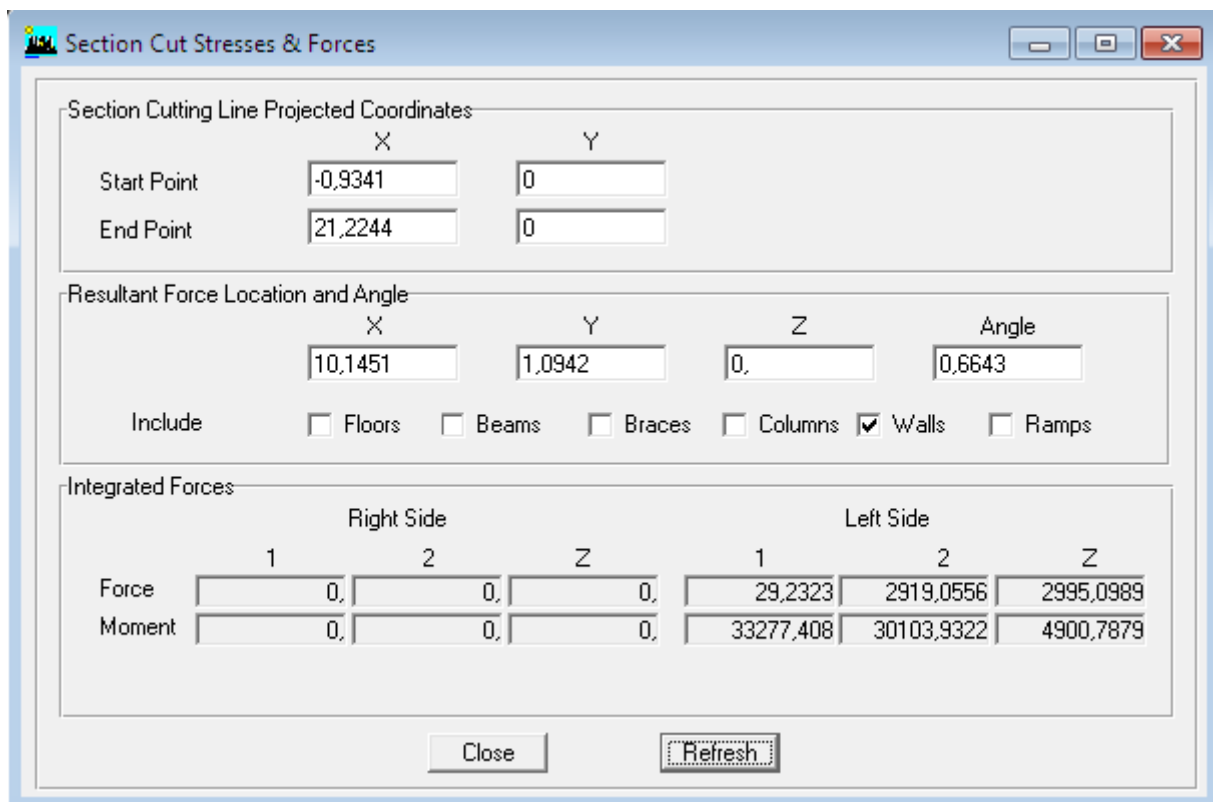 Section Cut Stresses & Forces
Section Cutting Line Projected Coordinates
X Y
Start Point -0,9341 0
End Point 21,2244 0
Resultant Force Location and Angle
X Y Z Angle
10,1451 1,0942 0, 0,6643
Include Floors Beams Braces Columns Walls Ramps
Integrated Forces
Right Side Left Side
1 2 Z 1 2 Z
Force 0, 0, 0, 29,2323 2919,0556 2995,0989
Moment 0, 0, 0, 33277,408 30103,9322 4900,7879
Close Refresh